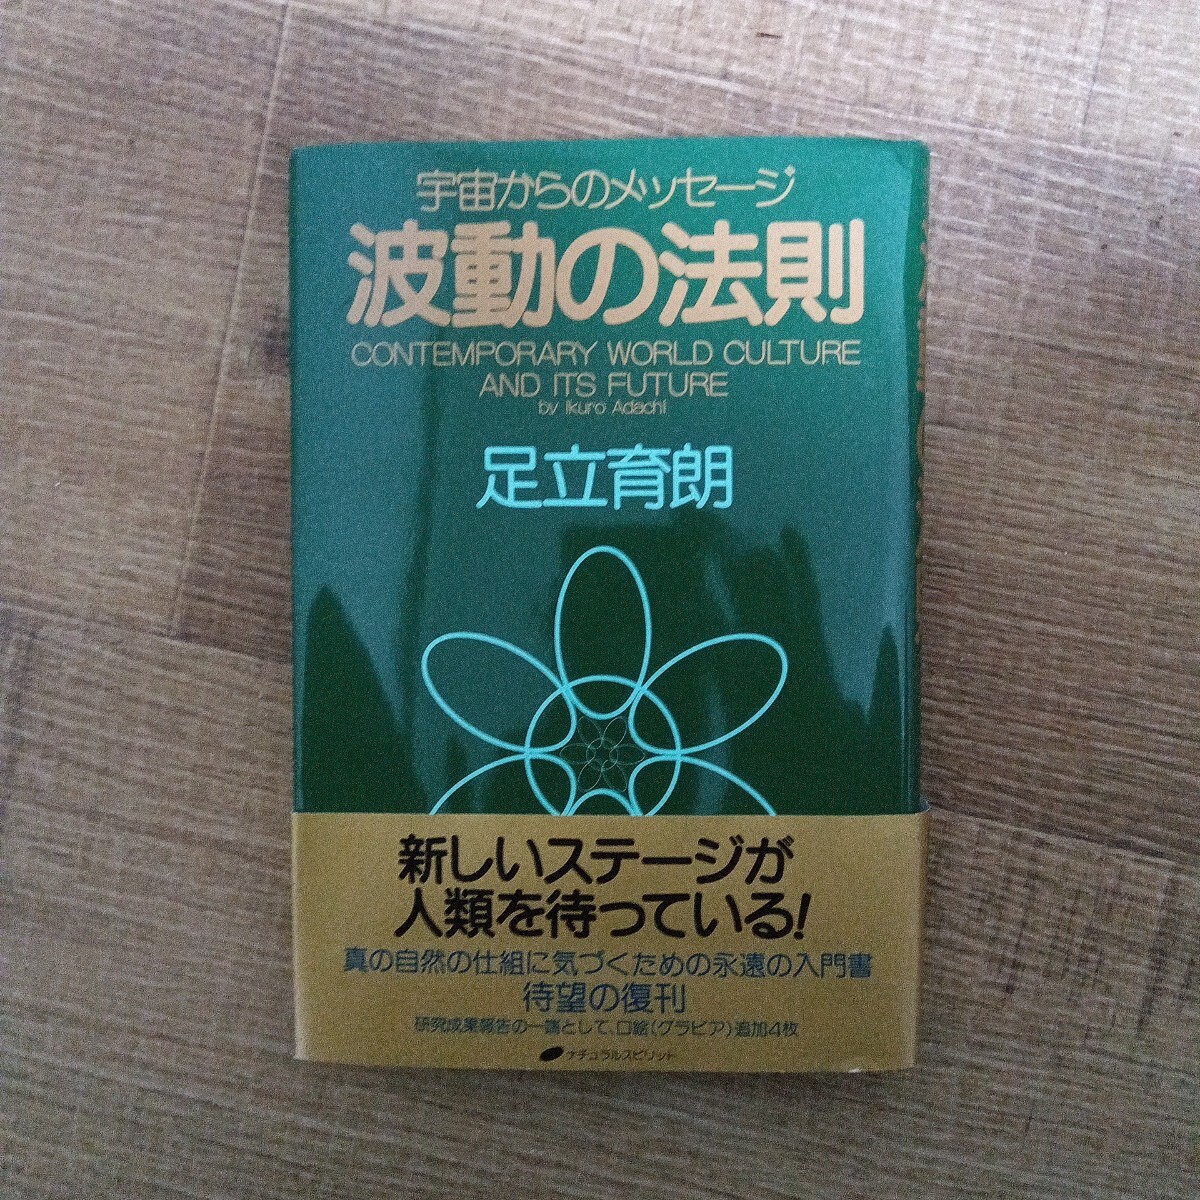 宇宙からのメッセージ
波動の法則
CONTEMPORARY WORLD CULTURE
AND ITS FUTURE
by Ikuro Adachi
足立育朗
新しいステージが
人類を待っている!
真の自然の仕組に気づくための永遠の入門書
待望の復刊
研究成果報告の一端として、口絵(グラビア)追加4枚
ナチュラルスピリット